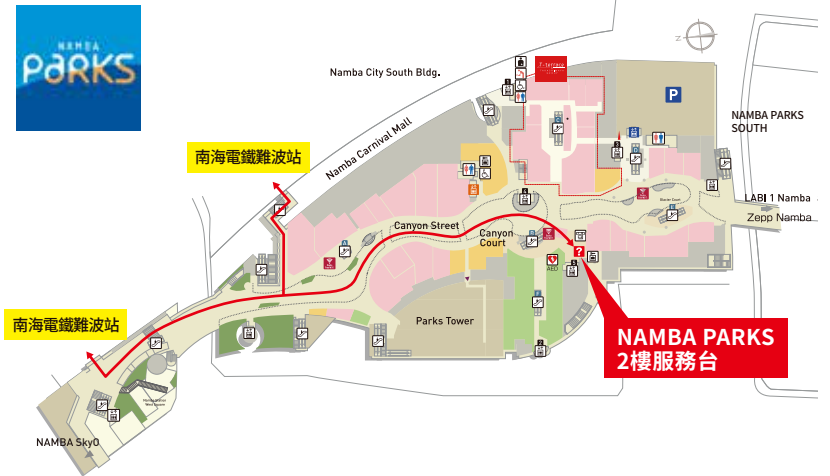 NAMBA
PARKS
Namba City South Bldg.
T-terrace
P
NAMBA PARKS
SOUTH
南海電鐵難波站
Namba Carnival Mall
LABI 1 Namba
Zepp Namba
Canyon Street
Canyon
Court
AED
?
南海電鐵難波站
Parks Tower
NAMBA PARKS
2樓服務台
NAMBA SkyO